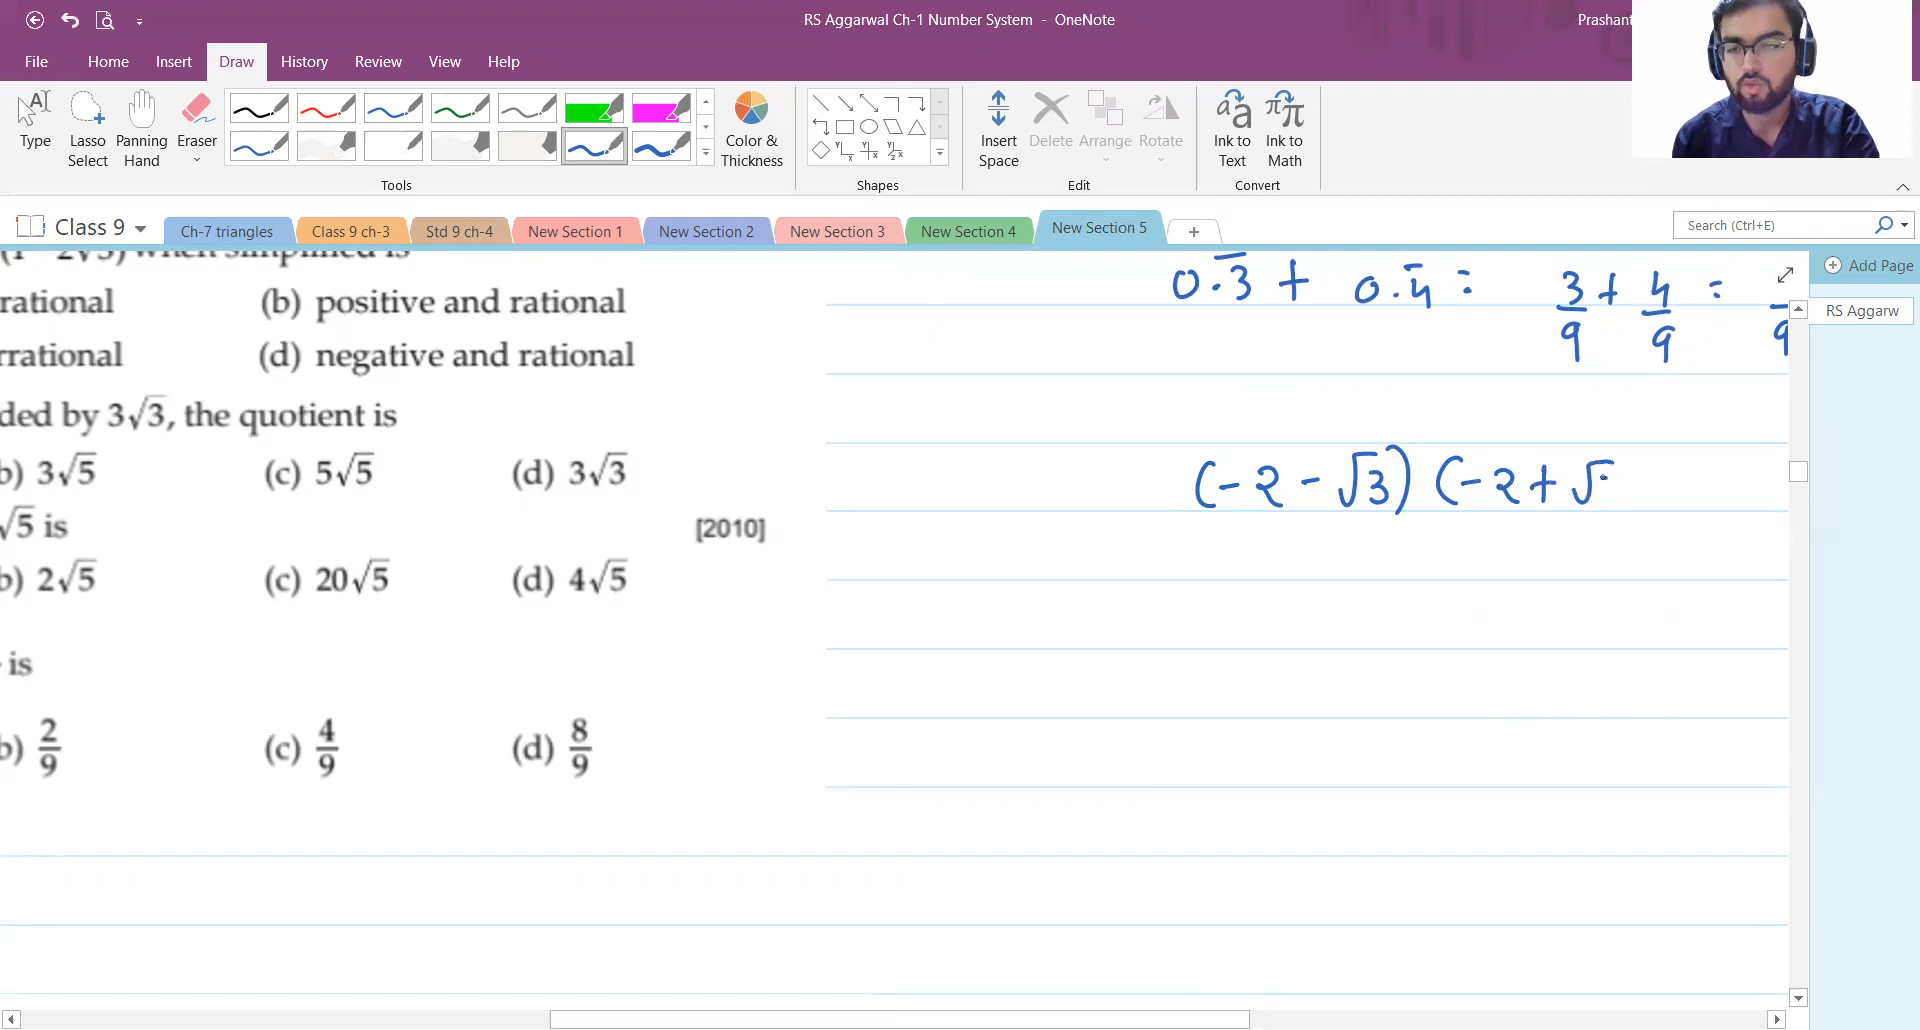 RS Aggarwal Ch-1 Number System - OneNote
Prashant
File Home Insert Draw History Review View Help
Type
Lasso Select
Panning Hand
Eraser
Color & Thickness
Insert Space
Delete
Arrange
Rotate
Ink to Text
Ink to Math
Tools
Shapes
Edit
Convert
Class 9
Ch-7 triangles
Class 9 ch-3
Std 9 ch-4
New Section 1
New Section 2
New Section 3
New Section 4
New Section 5
Search (Ctrl+E)
Add Page
RS Aggarw
when simplified is
rational (b) positive and rational
rrational (d) negative and rational
ded by 3√3, the quotient is
b) 3√5 (c) 5√5 (d) 3√3
√5 is [2010]
b) 2√5 (c) 20√5 (d) 4√5
is
b) 2/9 (c) 4/9 (d) 8/9
0.3̅ + 0.4̅ = 3/9 + 4/9 =
(-2 - √3) (-2 + √